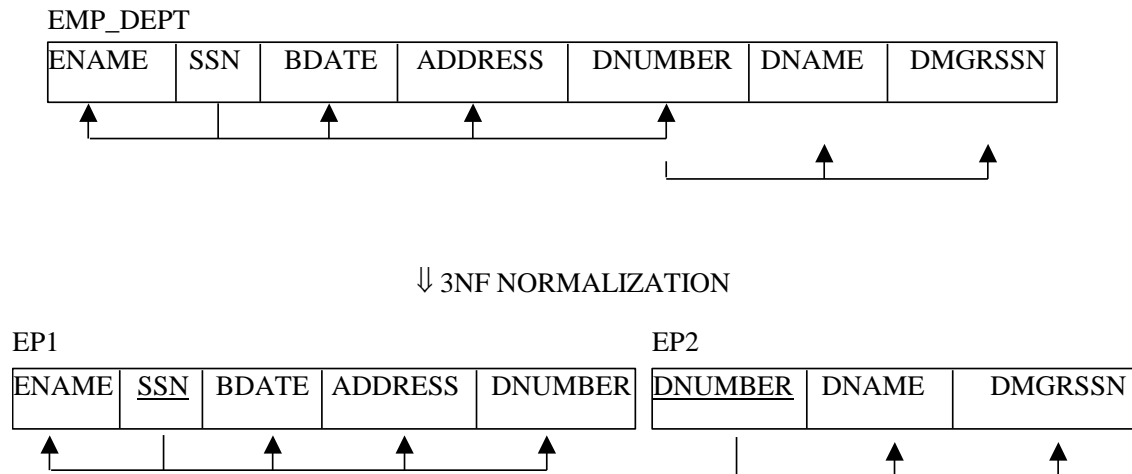 EMP_DEPT
ENAME SSN BDATE ADDRESS DNUMBER DNAME DMGRSSN
⇓ 3NF NORMALIZATION
EP1 EP2
ENAME SSN BDATE ADDRESS DNUMBER DNUMBER DNAME DMGRSSN